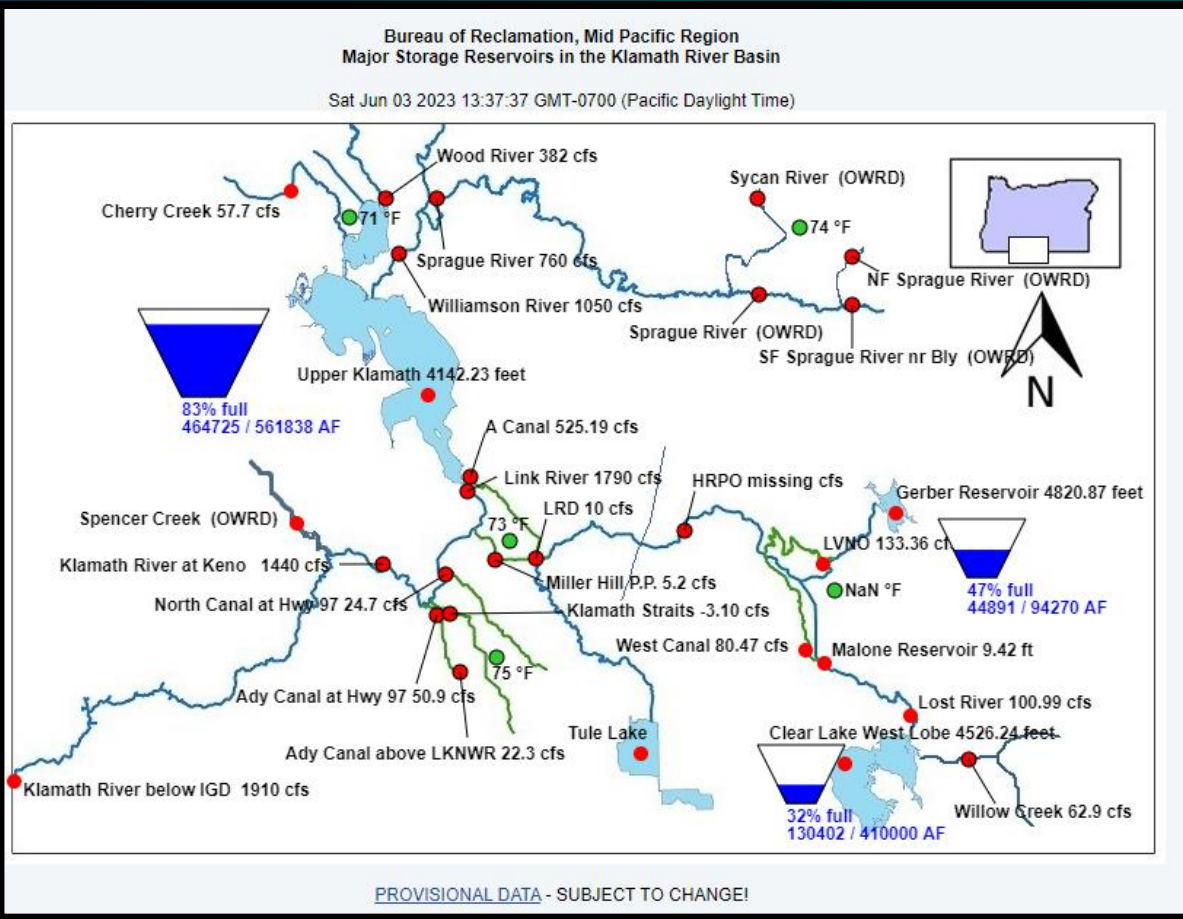 Bureau of Reclamation, Mid Pacific Region
Major Storage Reservoirs in the Klamath River Basin
Sat Jun 03 2023 13:37:37 GMT-0700 (Pacific Daylight Time)
Wood River 382 cfs
Sycan River (OWRD)
Cherry Creek 57.7 cfs
71 °F
74 °F
Sprague River 760 cfs
NF Sprague River (OWRD)
Williamson River 1050 cfs
Sprague River (OWRD)
SF Sprague River nr Bly (OWRD)
N
Upper Klamath 4142.23 feet
83% full
464725 / 561838 AF
A Canal 525.19 cfs
Link River 1790 cfs
HRPO missing cfs
Gerber Reservoir 4820.87 feet
LRD 10 cfs
Spencer Creek (OWRD)
73 °F
LVNO 133.36 cf
Klamath River at Keno 1440 cfs
Miller Hill P.P. 5.2 cfs
NaN °F
47% full
44891 / 94270 AF
North Canal at Hwy 97 24.7 cfs
Klamath Straits -3.10 cfs
West Canal 80.47 cfs
Malone Reservoir 9.42 ft
75 °F
Ady Canal at Hwy 97 50.9 cfs
Lost River 100.99 cfs
Tule Lake
Clear Lake West Lobe 4526.24 feet
Ady Canal above LKNWR 22.3 cfs
Klamath River below IGD 1910 cfs
Willow Creek 62.9 cfs
32% full
130402 / 410000 AF
PROVISIONAL DATA - SUBJECT TO CHANGE!